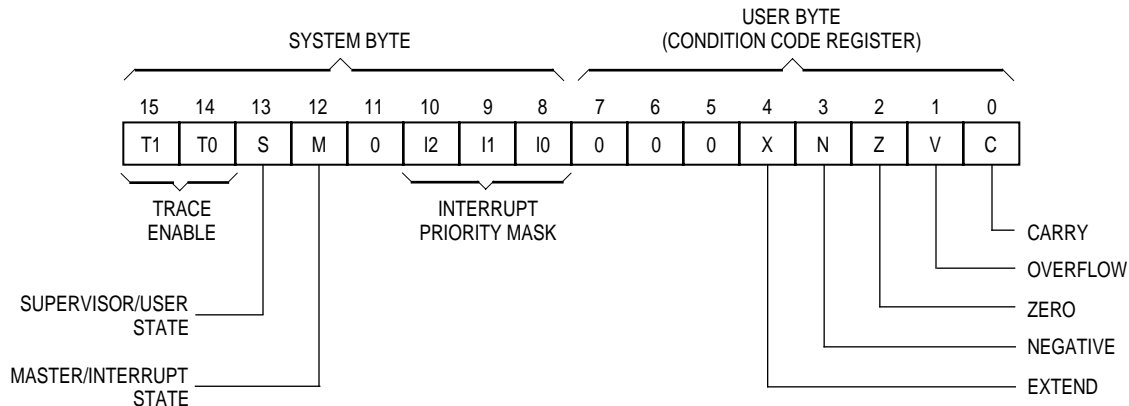 USER BYTE
SYSTEM BYTE (CONDITION CODE REGISTER)
15 14 13 12 11 10 9 8 7 6 5 4 3 2 1 0
T1 T0 S M 0 I2 I1 I0 0 0 0 X N Z V C
TRACE
ENABLE
INTERRUPT
PRIORITY MASK
CARRY
OVERFLOW
SUPERVISOR/USER
STATE
ZERO
NEGATIVE
MASTER/INTERRUPT
STATE
EXTEND